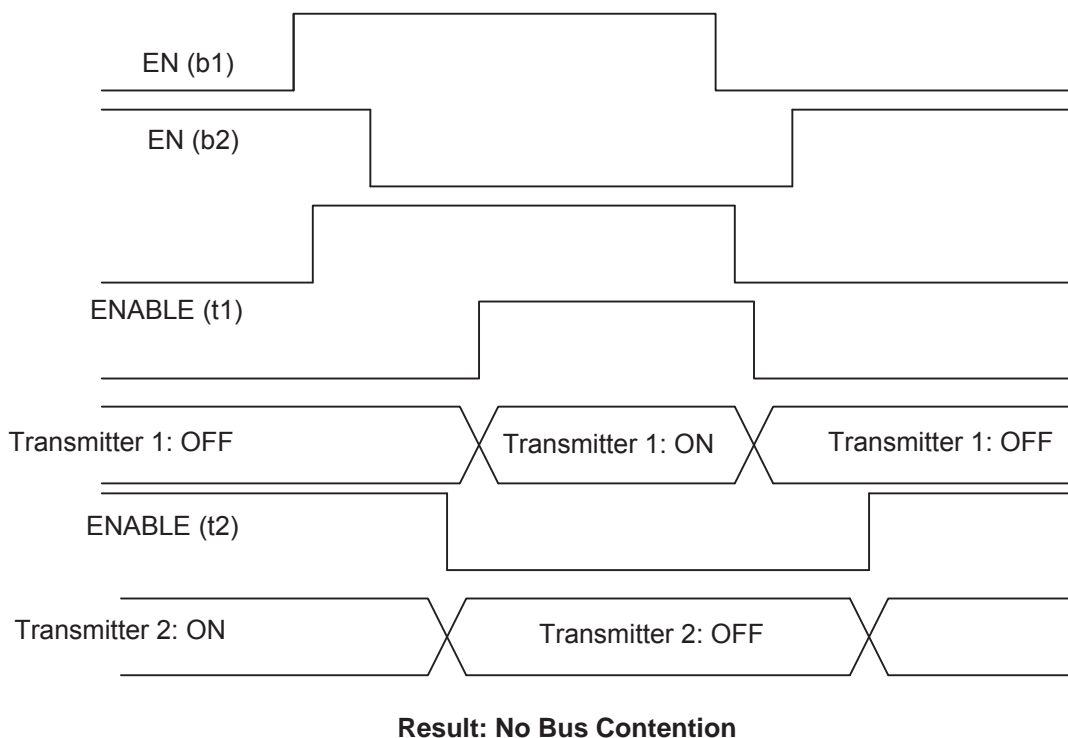 EN (b1)
EN (b2)
ENABLE (t1)
Transmitter 1: OFF
Transmitter 1: ON
Transmitter 1: OFF
ENABLE (t2)
Transmitter 2: ON
Transmitter 2: OFF
Result: No Bus Contention